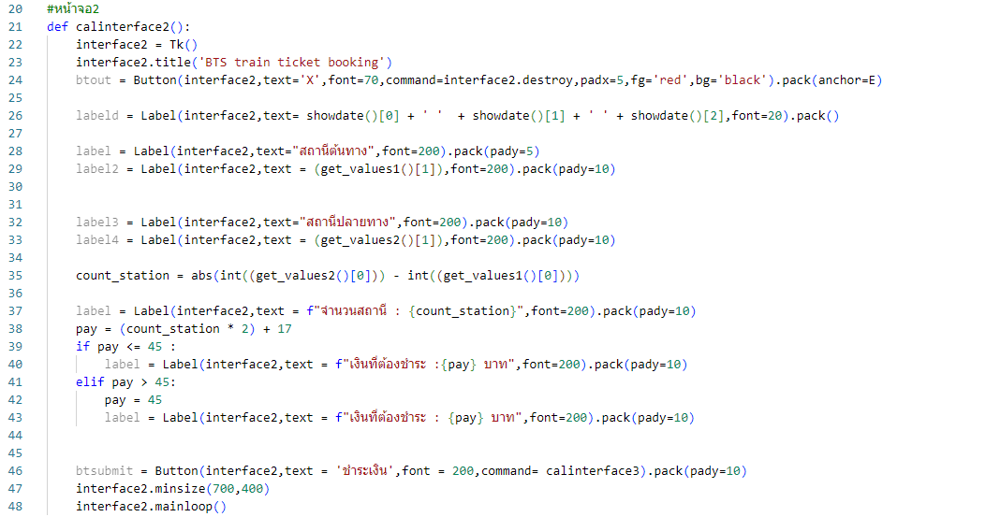 20 #หน้าจอ2
21 def calinterface2():
22     interface2 = Tk()
23     interface2.title('BTS train ticket booking')
24     btout = Button(interface2,text='X',font=70,command=interface2.destroy,padx=5,fg='red',bg='black').pack(anchor=E)
25
26     labeld = Label(interface2,text= showdate()[0] + ' '  + showdate()[1] + ' ' + showdate()[2],font=20).pack()
27
28     label = Label(interface2,text="สถานีต้นทาง",font=200).pack(pady=5)
29     label2 = Label(interface2,text = (get_values1()[1]),font=200).pack(pady=10)
30
31
32     label3 = Label(interface2,text="สถานีปลายทาง",font=200).pack(pady=10)
33     label4 = Label(interface2,text = (get_values2()[1]),font=200).pack(pady=10)
34
35     count_station = abs(int((get_values2()[0])) - int((get_values1()[0])))
36
37     label = Label(interface2,text = f"จำนวนสถานี : {count_station}",font=200).pack(pady=10)
38     pay = (count_station * 2) + 17
39     if pay <= 45 :
40         label = Label(interface2,text = f"เงินที่ต้องชำระ :{pay} บาท",font=200).pack(pady=10)
41     elif pay > 45:
42         pay = 45
43         label = Label(interface2,text = f"เงินที่ต้องชำระ : {pay} บาท",font=200).pack(pady=10)
44
45
46     btsubmit = Button(interface2,text = 'ชำระเงิน',font = 200,command= calinterface3).pack(pady=10)
47     interface2.minsize(700,400)
48     interface2.mainloop()